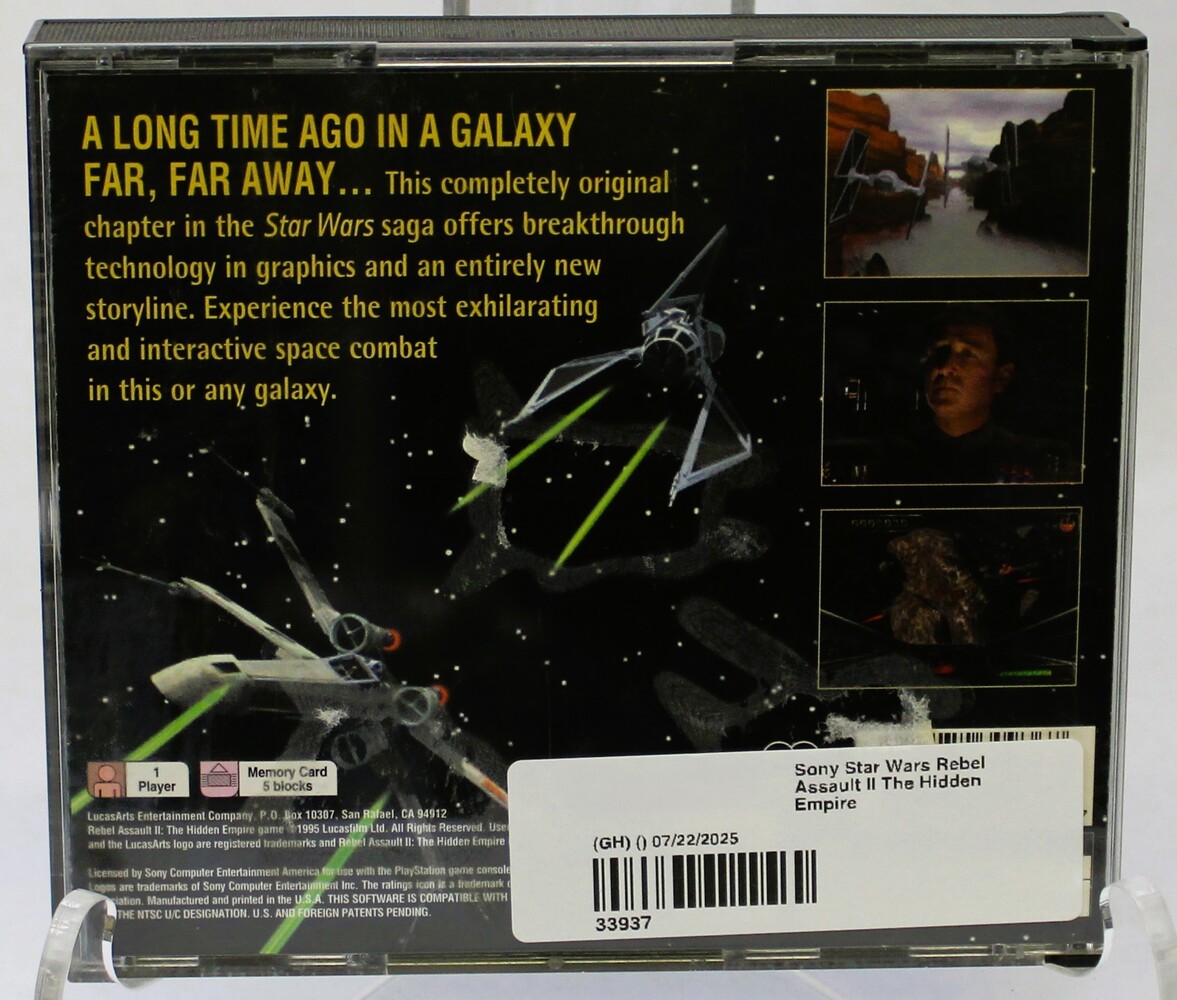 A LONG TIME AGO IN A GALAXY
FAR, FAR AWAY... This completely original
chapter in the Star Wars saga offers breakthrough
technology in graphics and an entirely new
storyline. Experience the most exhilarating
and interactive space combat
in this or any galaxy.
1
Player
Memory Card
5 blocks
LucasArts Entertainment Company, P.O. Box 10307, San Rafael, CA 94912
Rebel Assault II: The Hidden Empire game ©1995 Lucasfilm Ltd. All Rights Reserved. Use
and the LucasArts logo are registered trademarks and Rebel Assault II: The Hidden Empire
Licensed by Sony Computer Entertainment America for use with the PlayStation game console
Logos are trademarks of Sony Computer Entertainment Inc. The ratings icon is a trademark
Manufactured and printed in the U.S.A. THIS SOFTWARE IS COMPATIBLE WITH
THE NTSC U/C DESIGNATION. U.S. AND FOREIGN PATENTS PENDING.
Sony Star Wars Rebel
Assault II The Hidden
Empire
(GH) () 07/22/2025
33937